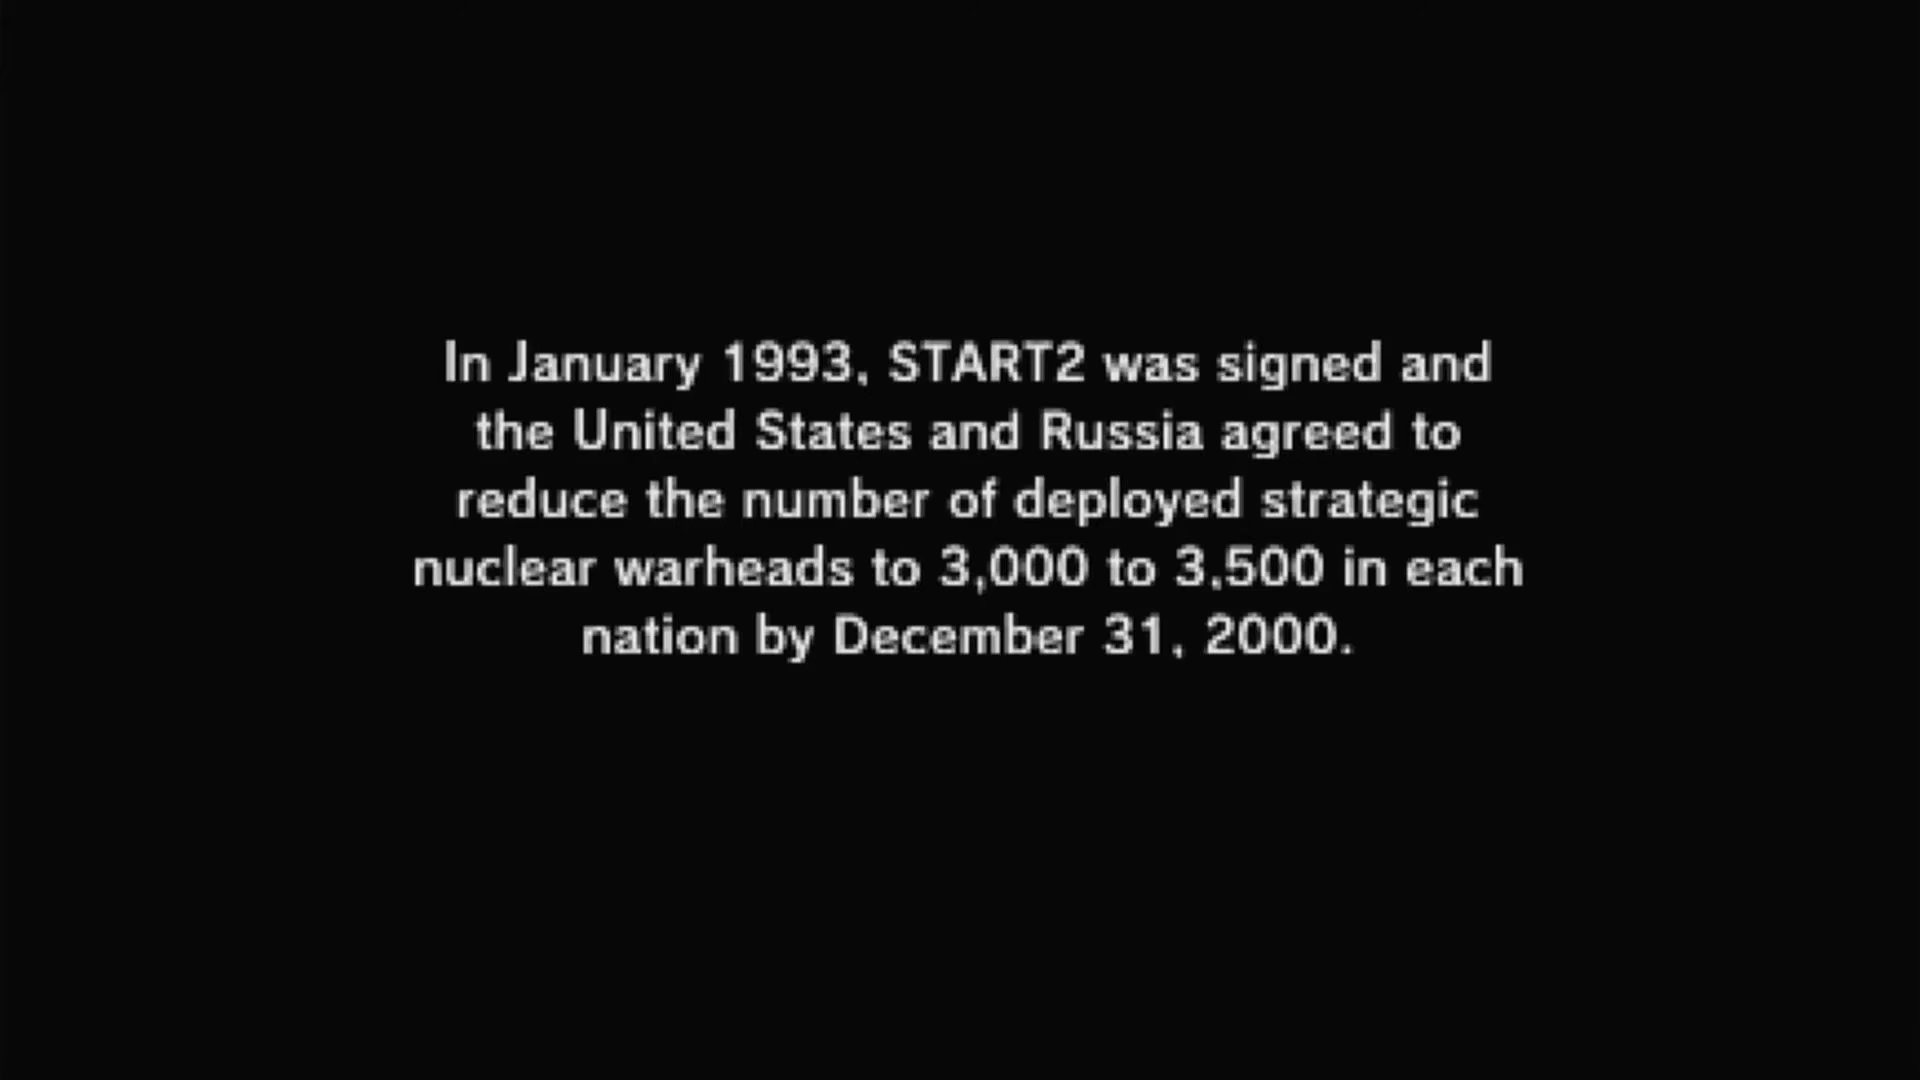 In January 1993, START2 was signed and
the United States and Russia agreed to
reduce the number of deployed strategic
nuclear warheads to 3,000 to 3,500 in each
nation by December 31, 2000.